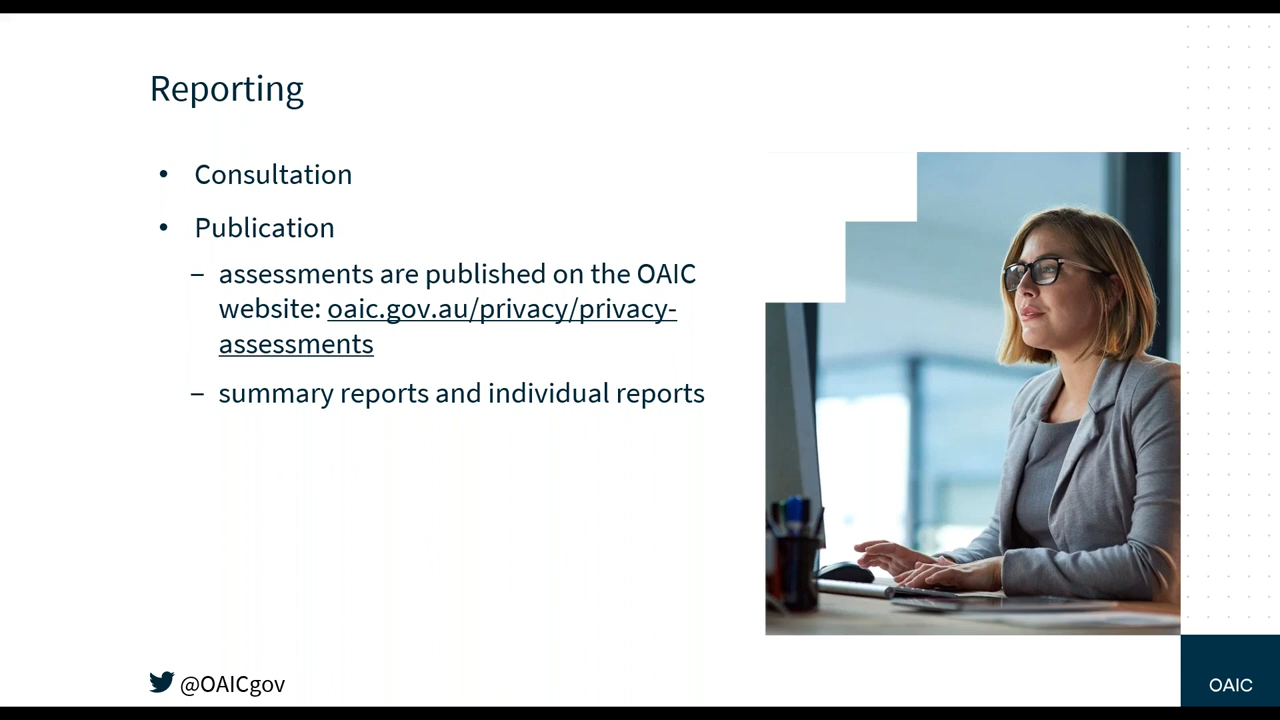 Reporting
• Consultation
• Publication
– assessments are published on the OAIC
website: oaic.gov.au/privacy/privacy-
assessments
– summary reports and individual reports
@OAICgov
OAIC